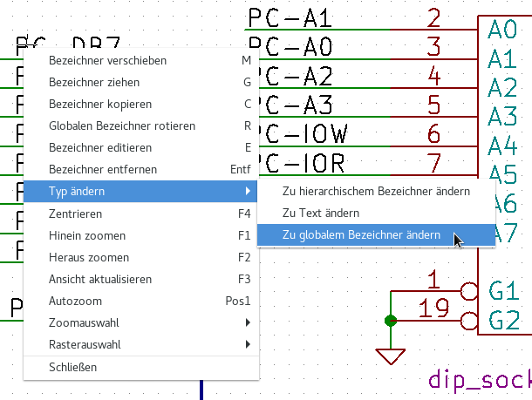 PC-A1 2 A0
PC-DB7
PC-A0 3 A1
PC-A2 4 A2
PC-A3 5 A3
PC-IOW 6 A4
PC-IOR 7 A5
A6
A7
Bezeichner verschieben M
Bezeichner ziehen G
Bezeichner kopieren C
Globalen Bezeichner rotieren R
Bezeichner editieren E
Bezeichner entfernen Entf
Typ ändern
Zentrieren F4
Hinein zoomen F1
Heraus zoomen F2
Ansicht aktualisieren F3
Autozoom Pos1
Zoomauswahl
Rasterauswahl
Schließen
Zu hierarchischem Bezeichner ändern
Zu Text ändern
Zu globalem Bezeichner ändern
1 G1
19 G2
dip_sock